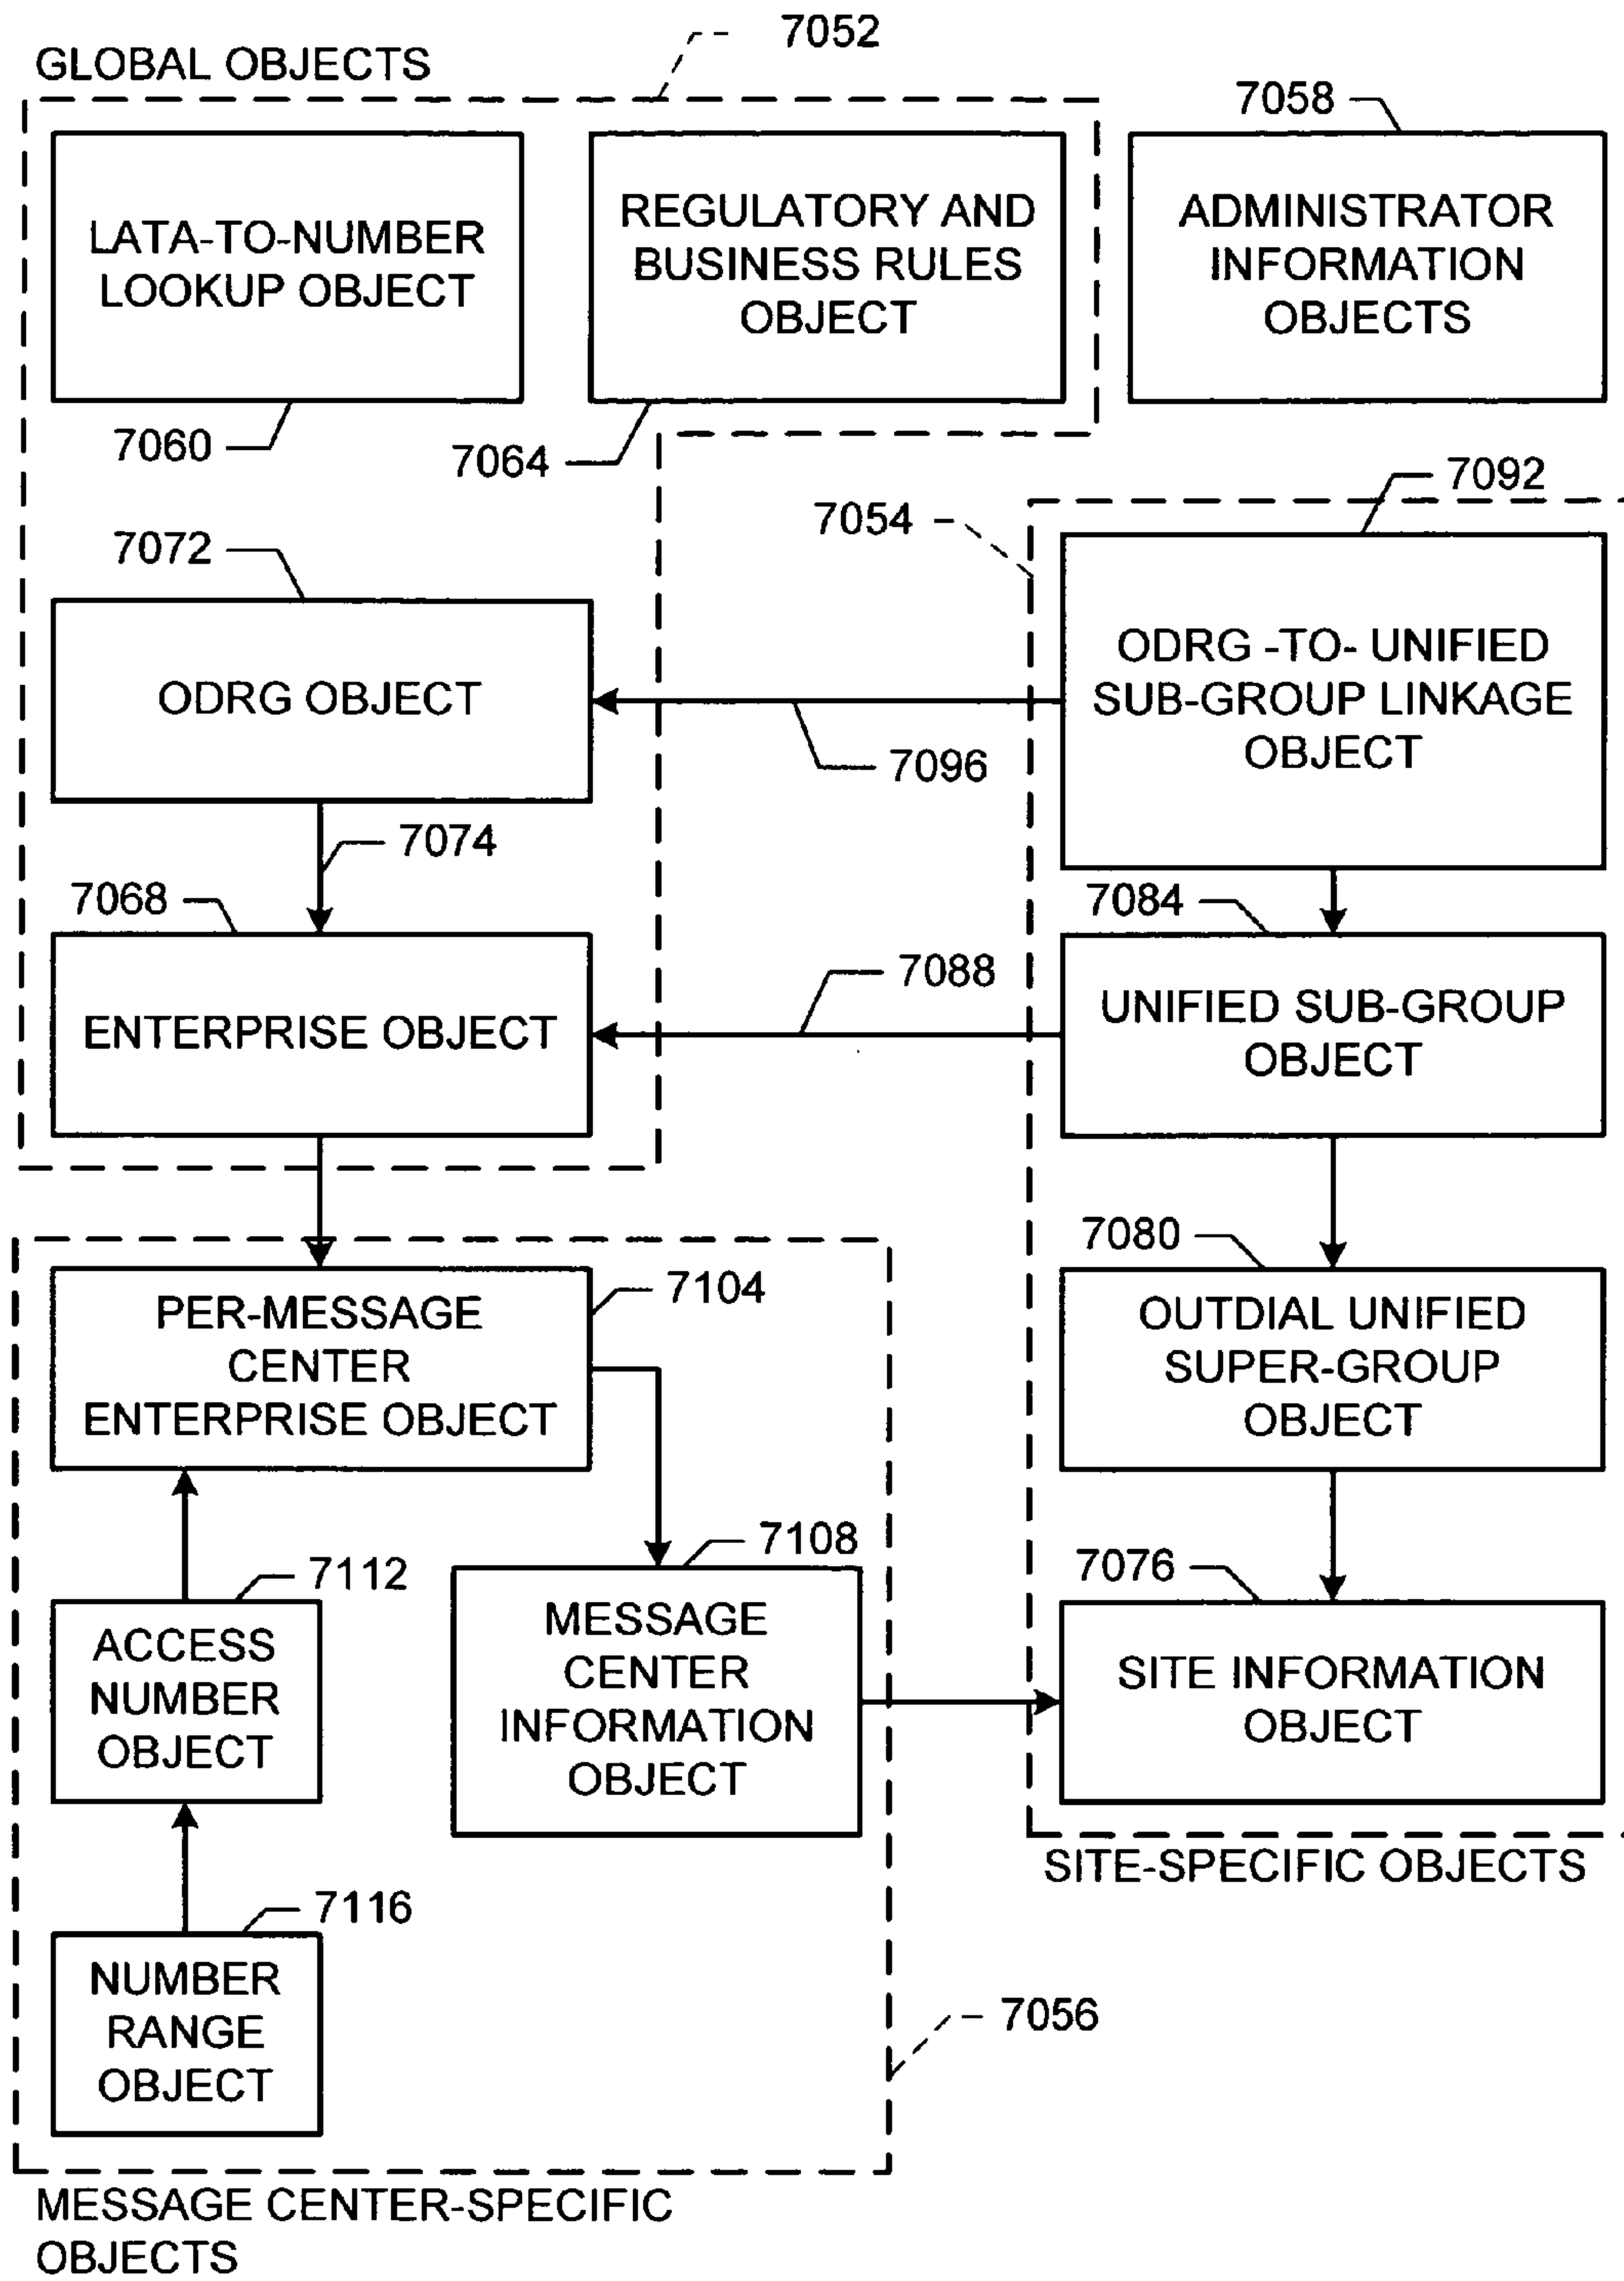 7052
GLOBAL OBJECTS
7058
LATA-TO-NUMBER
LOOKUP OBJECT
REGULATORY AND
BUSINESS RULES
OBJECT
ADMINISTRATOR
INFORMATION
OBJECTS
7060
7064
7092
7054
7072
ODRG OBJECT
ODRG -TO- UNIFIED
SUB-GROUP LINKAGE
OBJECT
7096
7074
7068
7084
7088
ENTERPRISE OBJECT
UNIFIED SUB-GROUP
OBJECT
7080
7104
PER-MESSAGE
CENTER
ENTERPRISE OBJECT
OUTDIAL UNIFIED
SUPER-GROUP
OBJECT
7112
7108
7076
ACCESS
NUMBER
OBJECT
MESSAGE
CENTER
INFORMATION
OBJECT
SITE INFORMATION
OBJECT
SITE-SPECIFIC OBJECTS
7116
NUMBER
RANGE
OBJECT
7056
MESSAGE CENTER-SPECIFIC
OBJECTS